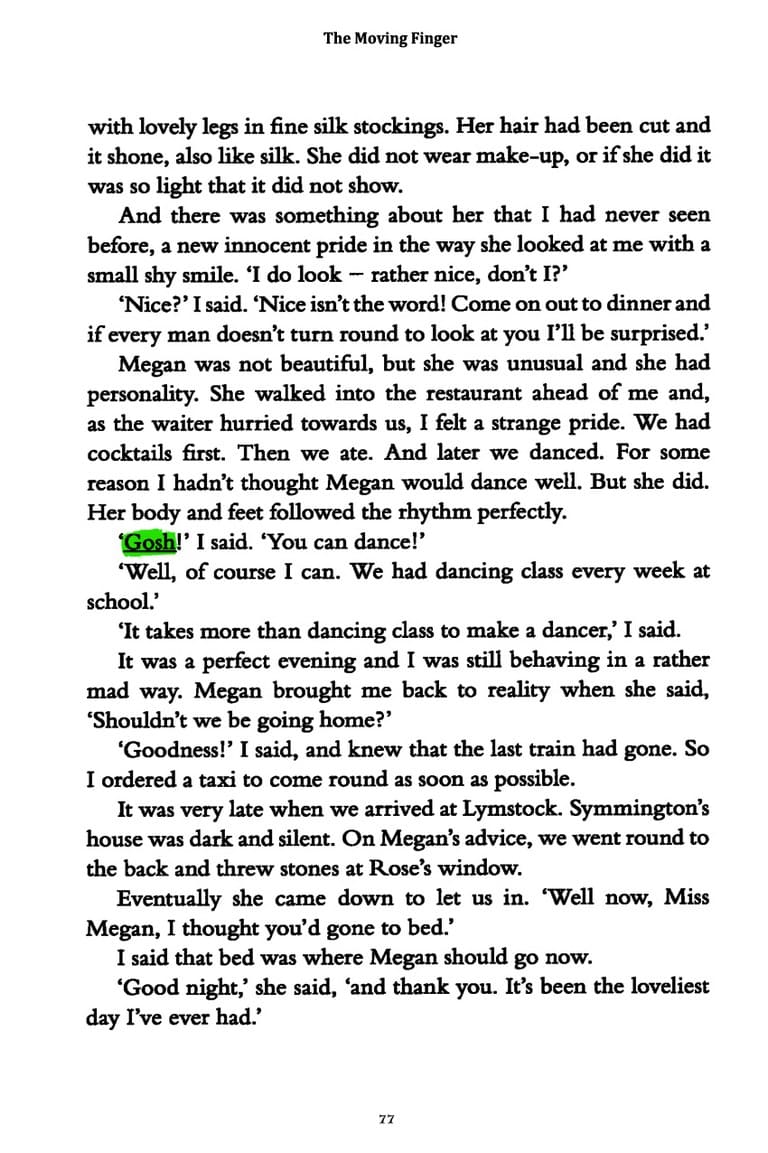 The Moving Finger
with lovely legs in fine silk stockings. Her hair had been cut and
it shone, also like silk. She did not wear make-up, or if she did it
was so light that it did not show.
And there was something about her that I had never seen
before, a new innocent pride in the way she looked at me with a
small shy smile. ‘I do look – rather nice, don’t I?’
‘Nice?’ I said. ‘Nice isn’t the word! Come on out to dinner and
if every man doesn’t turn round to look at you I’ll be surprised.’
Megan was not beautiful, but she was unusual and she had
personality. She walked into the restaurant ahead of me and,
as the waiter hurried towards us, I felt a strange pride. We had
cocktails first. Then we ate. And later we danced. For some
reason I hadn’t thought Megan would dance well. But she did.
Her body and feet followed the rhythm perfectly.
‘Gosh!’ I said. ‘You can dance!’
‘Well, of course I can. We had dancing class every week at
school.’
‘It takes more than dancing class to make a dancer,’ I said.
It was a perfect evening and I was still behaving in a rather
mad way. Megan brought me back to reality when she said,
‘Shouldn’t we be going home?’
‘Goodness!’ I said, and knew that the last train had gone. So
I ordered a taxi to come round as soon as possible.
It was very late when we arrived at Lymstock. Symmington’s
house was dark and silent. On Megan’s advice, we went round to
the back and threw stones at Rose’s window.
Eventually she came down to let us in. ‘Well now, Miss
Megan, I thought you’d gone to bed.’
I said that bed was where Megan should go now.
‘Good night,’ she said, ‘and thank you. It’s been the loveliest
day I’ve ever had.’
77